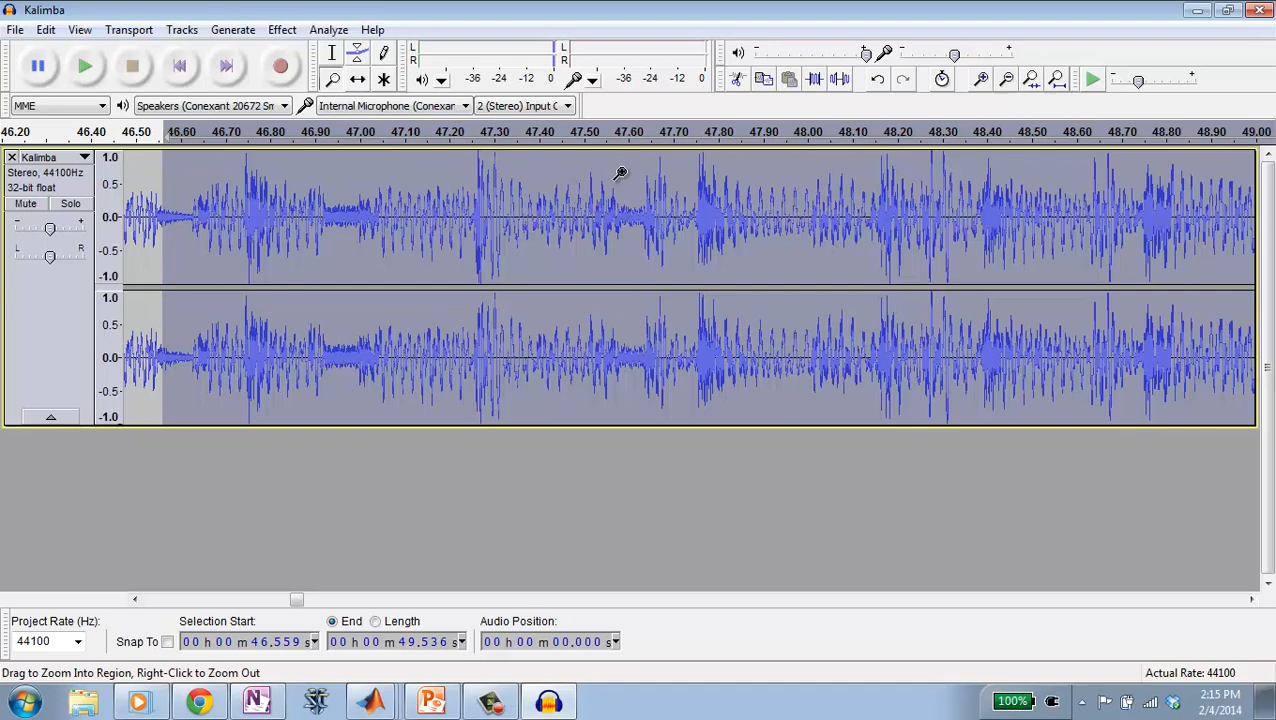 Kalimba
File Edit View Transport Tracks Generate Effect Analyze Help
L
R
-36 -24 -12 0
L
R
-36 -24 -12 0
MME
Speakers (Conexant 20672 Sm
Internal Microphone (Conexan
2 (Stereo) Input C
46.20 46.40 46.50 46.60 46.70 46.80 46.90 47.00 47.10 47.20 47.30 47.40 47.50 47.60 47.70 47.80 47.90 48.00 48.10 48.20 48.30 48.40 48.50 48.60 48.70 48.80 48.90 49.00
Kalimba
Stereo, 44100Hz
32-bit float
Mute Solo
- +
L R
1.0
0.5
0.0
-0.5
-1.0
1.0
0.5
0.0
-0.5
-1.0
Project Rate (Hz):
44100
Snap To
Selection Start:
00 h 00 m 46.559 s
End Length
00 h 00 m 49.536 s
Audio Position:
00 h 00 m 00.000 s
Drag to Zoom Into Region, Right-Click to Zoom Out
Actual Rate: 44100
100%
2:15 PM
2/4/2014